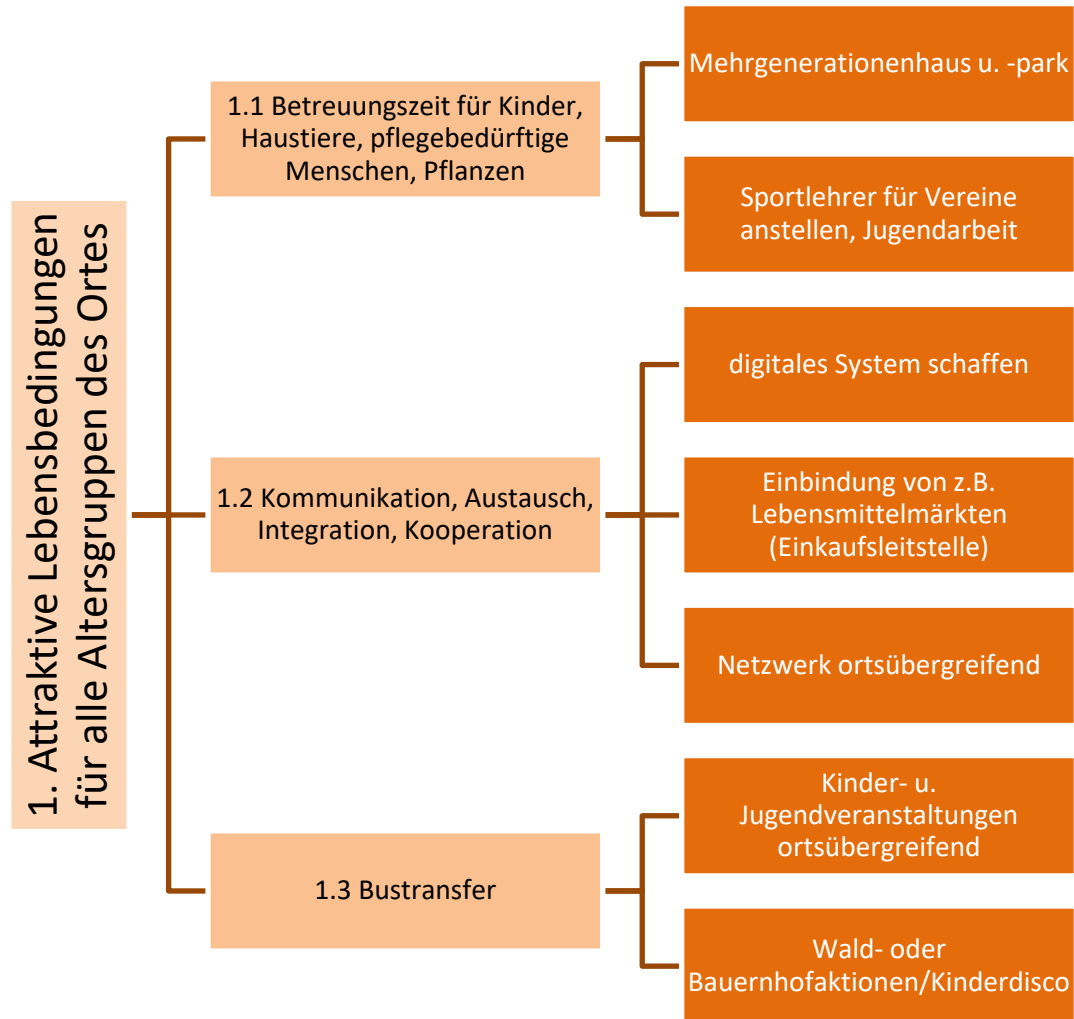 1. Attraktive Lebensbedingungen
für alle Altersgruppen des Ortes
1.1 Betreuungszeit für Kinder,
Haustiere, pflegebedürftige
Menschen, Pflanzen
Mehrgenerationenhaus u. -park
Sportlehrer für Vereine
anstellen, Jugendarbeit
1.2 Kommunikation, Austausch,
Integration, Kooperation
digitales System schaffen
Einbindung von z.B.
Lebensmittelmärkten
(Einkaufsleitstelle)
Netzwerk ortsübergreifend
1.3 Bustransfer
Kinder- u.
Jugendveranstaltungen
ortsübergreifend
Wald- oder
Bauernhofaktionen/Kinderdisco